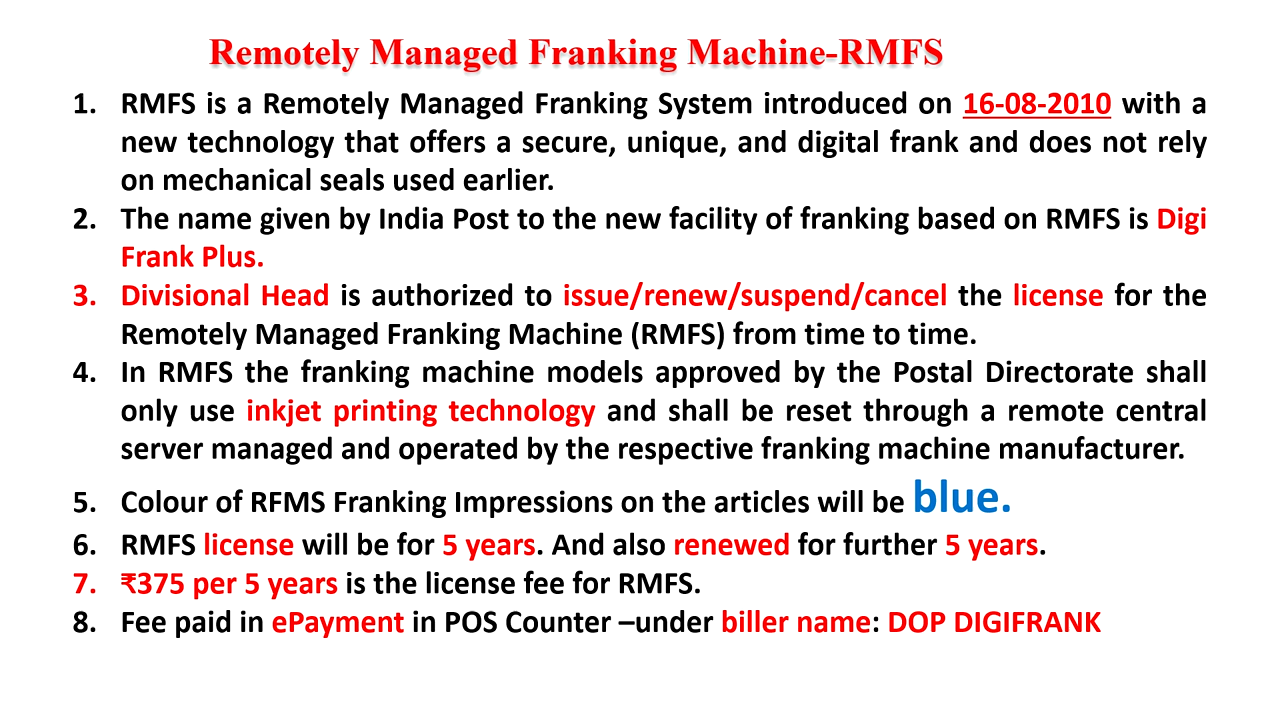 Remotely Managed Franking Machine-RMFS
1. RMFS is a Remotely Managed Franking System introduced on 16-08-2010 with a
new technology that offers a secure, unique, and digital frank and does not rely
on mechanical seals used earlier.
2. The name given by India Post to the new facility of franking based on RMFS is Digi
Frank Plus.
3. Divisional Head is authorized to issue/renew/suspend/cancel the license for the
Remotely Managed Franking Machine (RMFS) from time to time.
4. In RMFS the franking machine models approved by the Postal Directorate shall
only use inkjet printing technology and shall be reset through a remote central
server managed and operated by the respective franking machine manufacturer.
5. Colour of RFMS Franking Impressions on the articles will be blue.
6. RMFS license will be for 5 years. And also renewed for further 5 years.
7. ₹375 per 5 years is the license fee for RMFS.
8. Fee paid in ePayment in POS Counter –under biller name: DOP DIGIFRANK